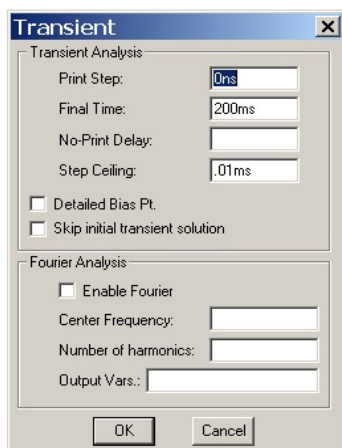 Transient
Transient Analysis
Print Step: 0ns
Final Time: 200ms
No-Print Delay:
Step Ceiling: .01ms
Detailed Bias Pt.
Skip initial transient solution
Fourier Analysis
Enable Fourier
Center Frequency:
Number of harmonics:
Output Vars.:
OK Cancel